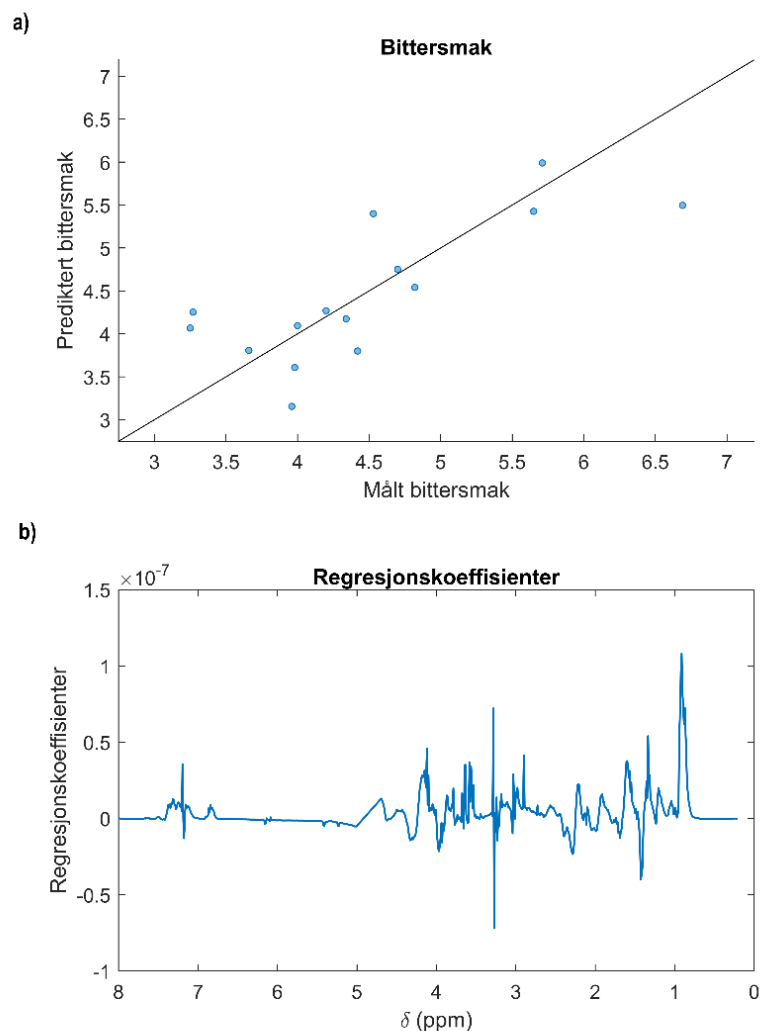 a)
Bittersmak
7
6.5
6
5.5
5
4.5
4
3.5
3
Prediktert bittersmak
3 3.5 4 4.5 5 5.5 6 6.5 7
Målt bittersmak
b)
×10⁻⁷
Regresjonskoeffisienter
1.5
1
0.5
0
-0.5
-1
Regresjonskoeffisienter
8 7 6 5 4 3 2 1 0
δ (ppm)